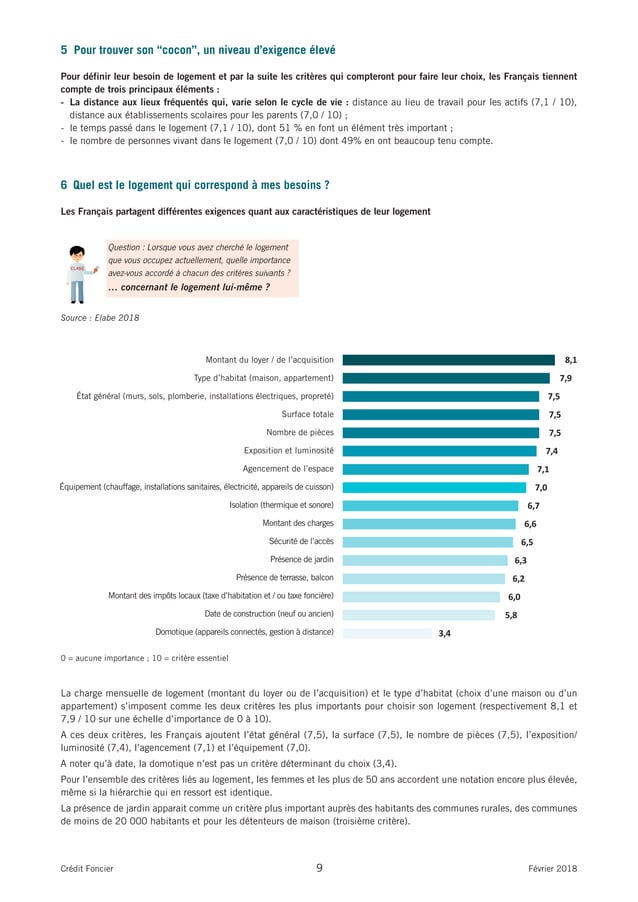 5 Pour trouver son “cocon”, un niveau d’exigence élevé
Pour définir leur besoin de logement et par la suite les critères qui compteront pour faire leur choix, les Français tiennent
compte de trois principaux éléments :
- La distance aux lieux fréquentés qui, varie selon le cycle de vie : distance au lieu de travail pour les actifs (7,1 / 10),
distance aux établissements scolaires pour les parents (7,0 / 10) ;
- le temps passé dans le logement (7,1 / 10), dont 51 % en font un élément très important ;
- le nombre de personnes vivant dans le logement (7,0 / 10) dont 49% en ont beaucoup tenu compte.
6 Quel est le logement qui correspond à mes besoins ?
Les Français partagent différentes exigences quant aux caractéristiques de leur logement
ELABE
Question : Lorsque vous avez cherché le logement
que vous occupez actuellement, quelle importance
avez-vous accordé à chacun des critères suivants ?
… concernant le logement lui-même ?
Source : Elabe 2018
Montant du loyer / de l’acquisition 8,1
Type d’habitat (maison, appartement) 7,9
État général (murs, sols, plomberie, installations électriques, propreté) 7,5
Surface totale 7,5
Nombre de pièces 7,5
Exposition et luminosité 7,4
Agencement de l’espace 7,1
Équipement (chauffage, installations sanitaires, électricité, appareils de cuisson) 7,0
Isolation (thermique et sonore) 6,7
Montant des charges 6,6
Sécurité de l’accès 6,5
Présence de jardin 6,3
Présence de terrasse, balcon 6,2
Montant des impôts locaux (taxe d’habitation et / ou taxe foncière) 6,0
Date de construction (neuf ou ancien) 5,8
Domotique (appareils connectés, gestion à distance) 3,4
0 = aucune importance ; 10 = critère essentiel
La charge mensuelle de logement (montant du loyer ou de l’acquisition) et le type d’habitat (choix d’une maison ou d’un
appartement) s’imposent comme les deux critères les plus importants pour choisir son logement (respectivement 8,1 et
7,9 / 10 sur une échelle d’importance de 0 à 10).
A ces deux critères, les Français ajoutent l’état général (7,5), la surface (7,5), le nombre de pièces (7,5), l’exposition/
luminosité (7,4), l’agencement (7,1) et l’équipement (7,0).
A noter qu’à date, la domotique n’est pas un critère déterminant du choix (3,4).
Pour l’ensemble des critères liés au logement, les femmes et les plus de 50 ans accordent une notation encore plus élevée,
même si la hiérarchie qui en ressort est identique.
La présence de jardin apparait comme un critère plus important auprès des habitants des communes rurales, des communes
de moins de 20 000 habitants et pour les détenteurs de maison (troisième critère).
Crédit Foncier 9 Février 2018